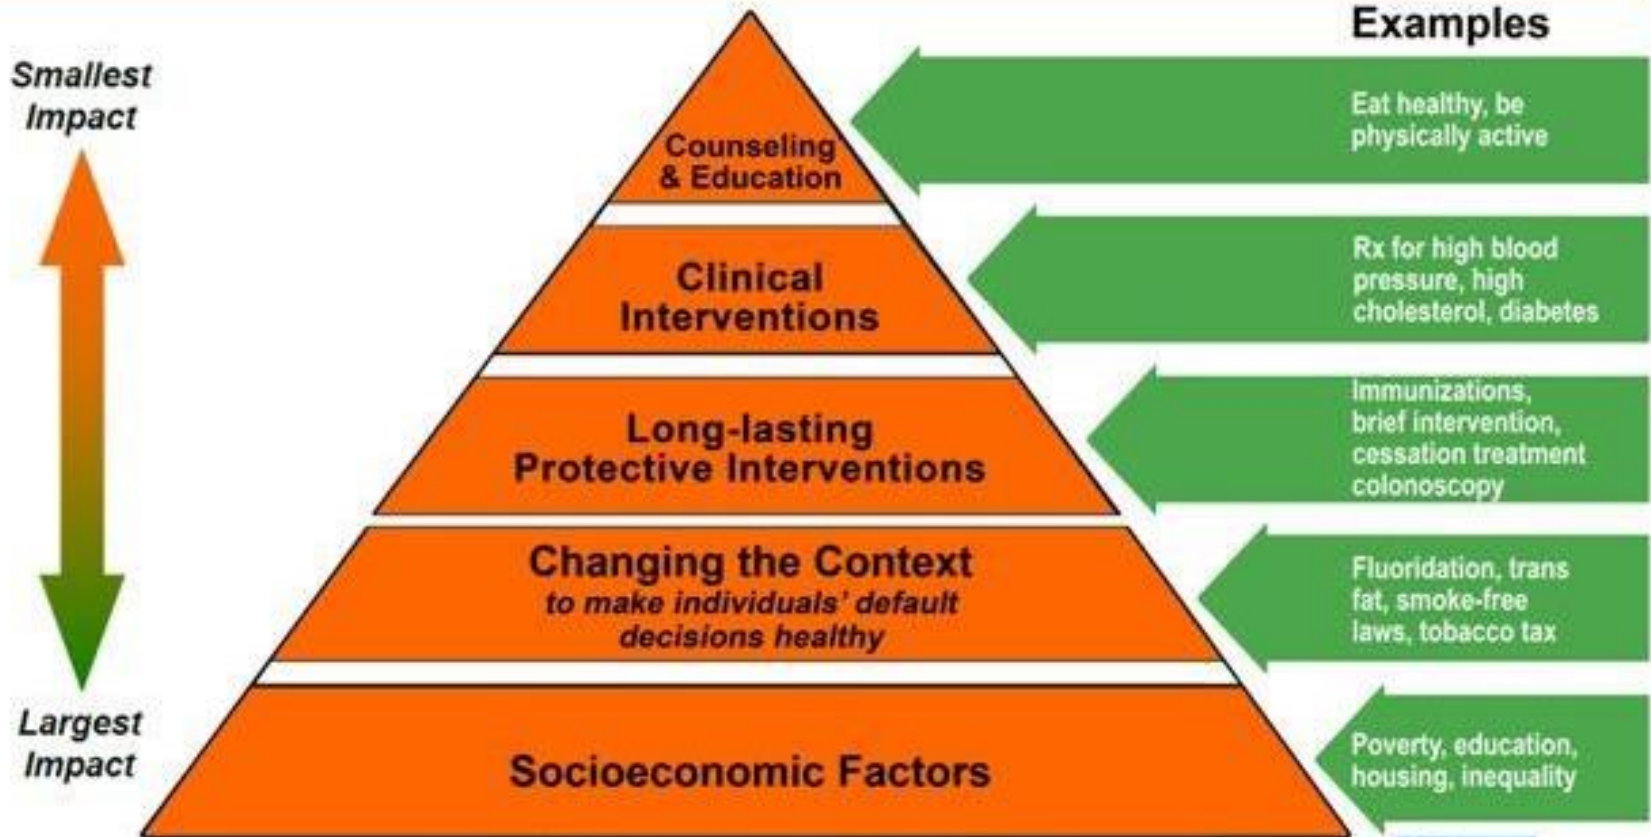 Smallest
Impact
Largest
Impact
Counseling
& Education
Clinical
Interventions
Long-lasting
Protective Interventions
Changing the Context
to make individuals' default
decisions healthy
Socioeconomic Factors
Examples
Eat healthy, be
physically active
Rx for high blood
pressure, high
cholesterol, diabetes
Immunizations,
brief intervention,
cessation treatment
colonoscopy
Fluoridation, trans
fat, smoke-free
laws, tobacco tax
Poverty, education,
housing, inequality